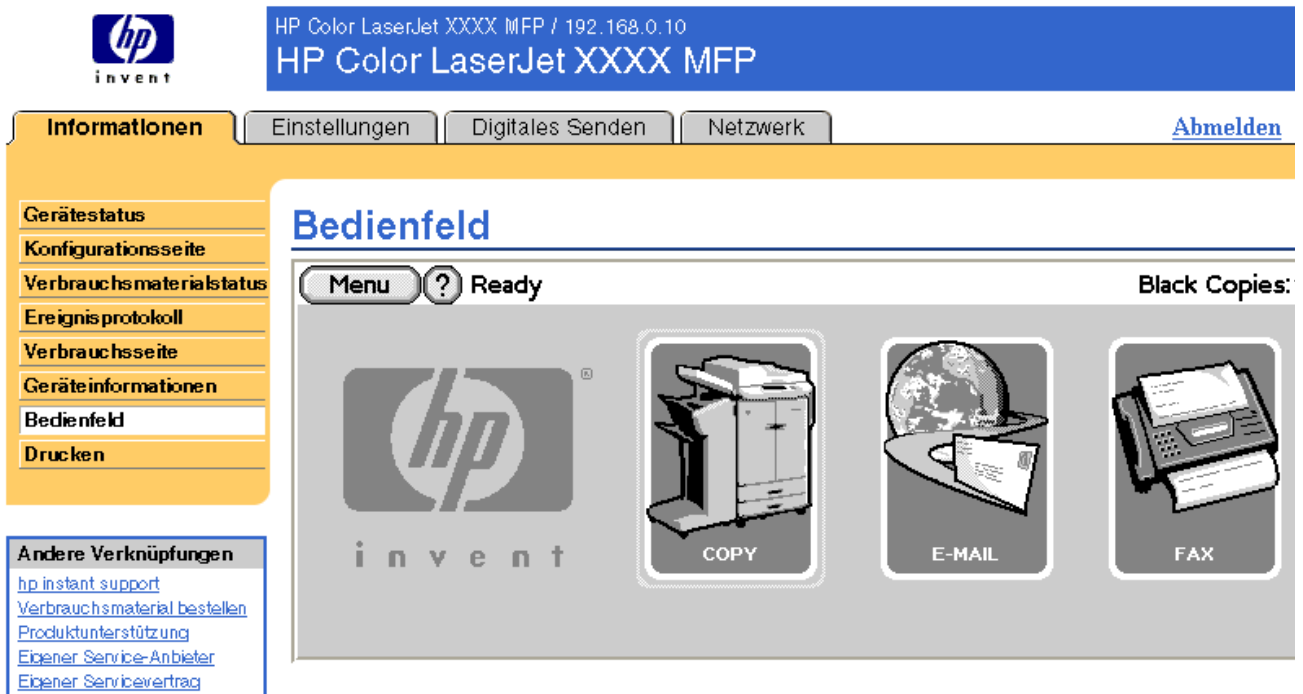 hp
invent
HP Color LaserJet XXXX MFP / 192.168.0.10
HP Color LaserJet XXXX MFP
Informationen
Einstellungen
Digitales Senden
Netzwerk
Abmelden
Gerätestatus
Konfigurationsseite
Verbrauchsmaterialstatus
Ereignisprotokoll
Verbrauchsseite
Geräteinformationen
Bedienfeld
Drucken
Andere Verknüpfungen
hp instant support
Verbrauchsmaterial bestellen
Produktunterstützung
Eigener Service-Anbieter
Eigener Servicevertrag
Bedienfeld
Menu ? Ready
Black Copies:
hp ®
invent
COPY
E-MAIL
FAX